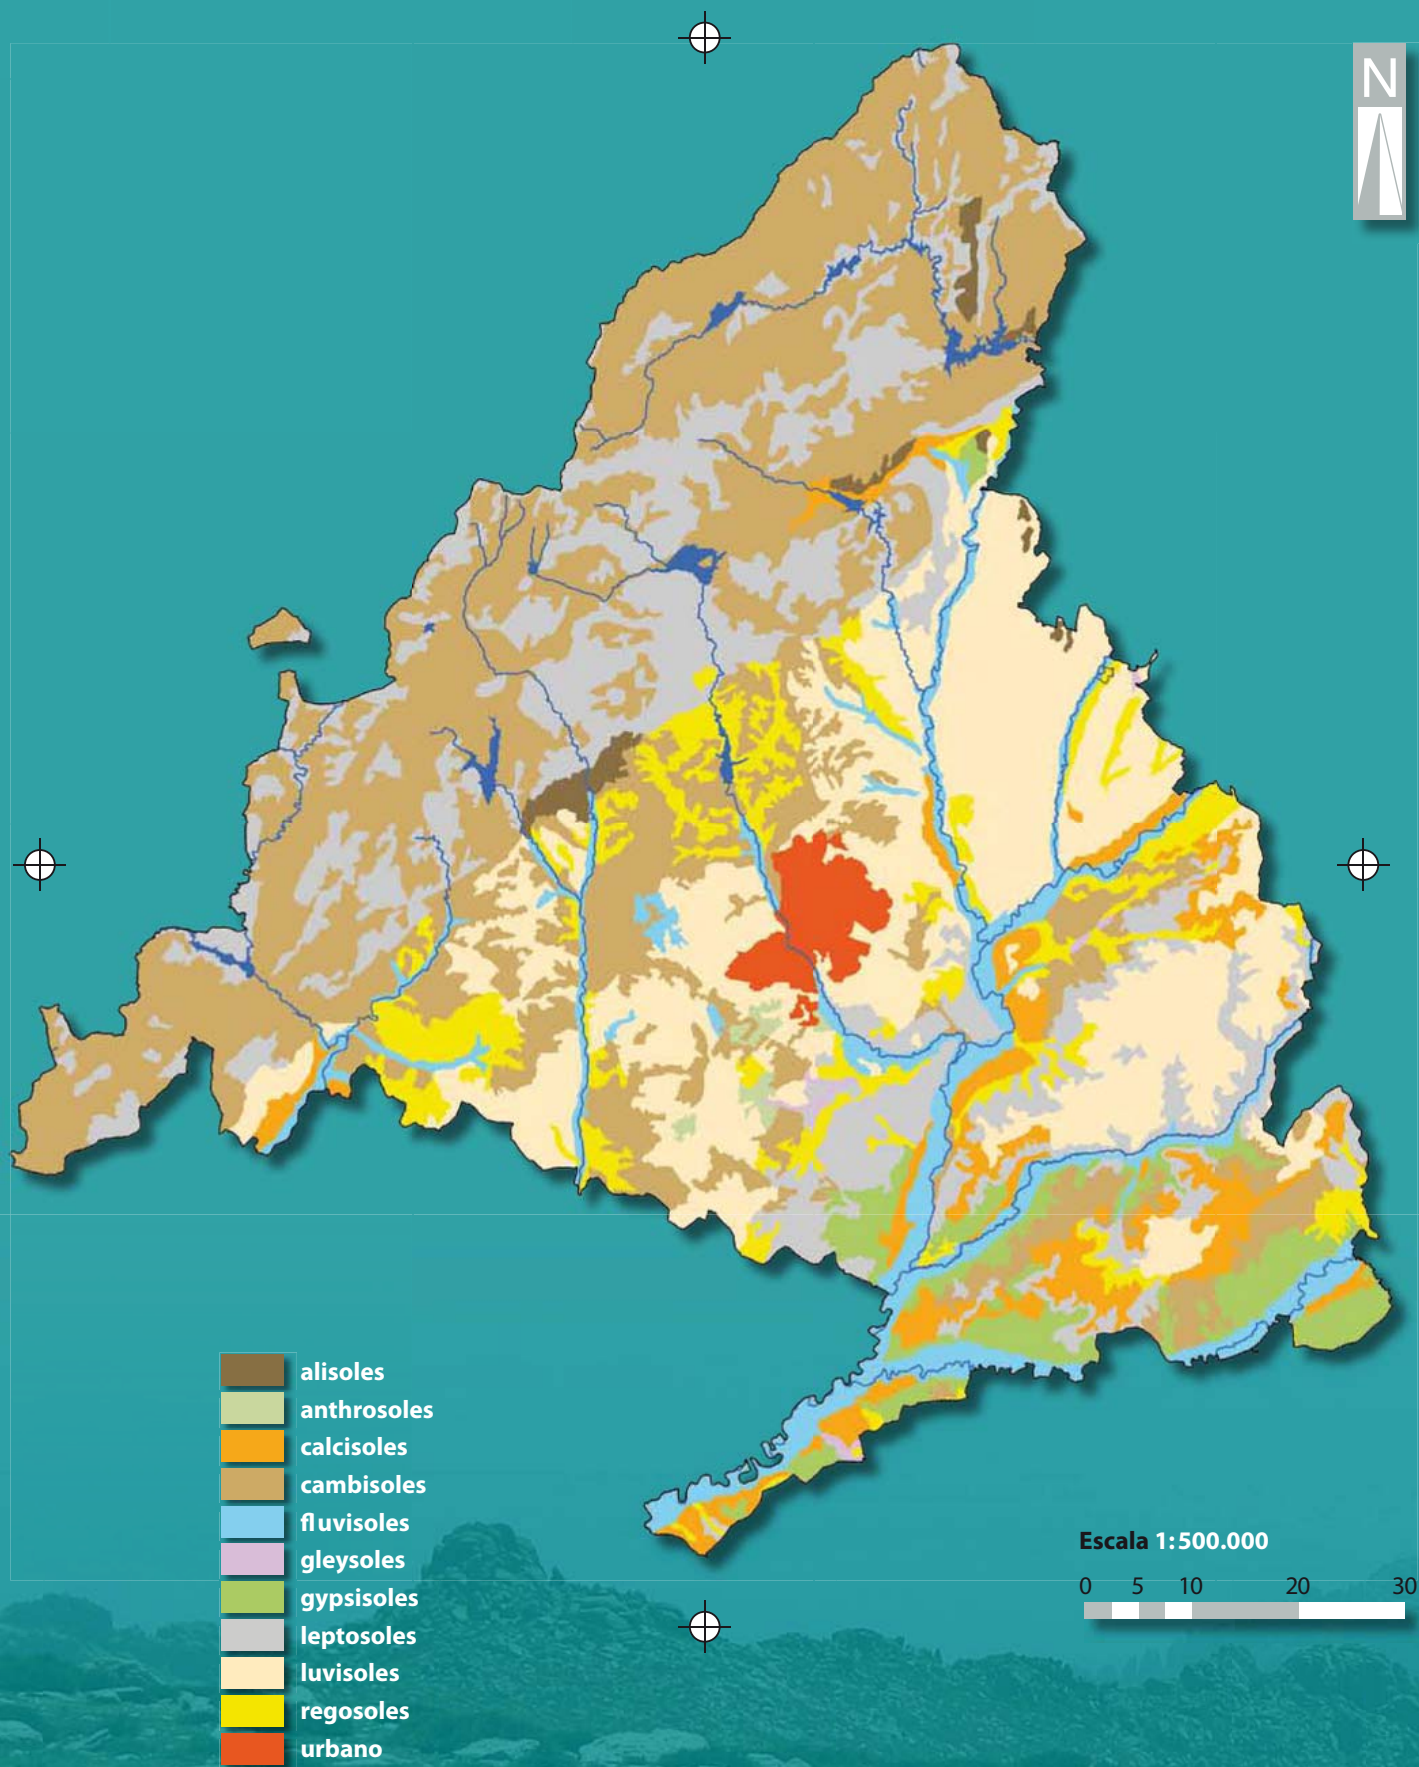 N
alisoles
anthrosoles
calcisoles
cambisoles
fluvisoles
gleysoles
gypsisoles
leptosoles
luvisoles
regosoles
urbano
Escala 1:500.000
0 5 10 20 30